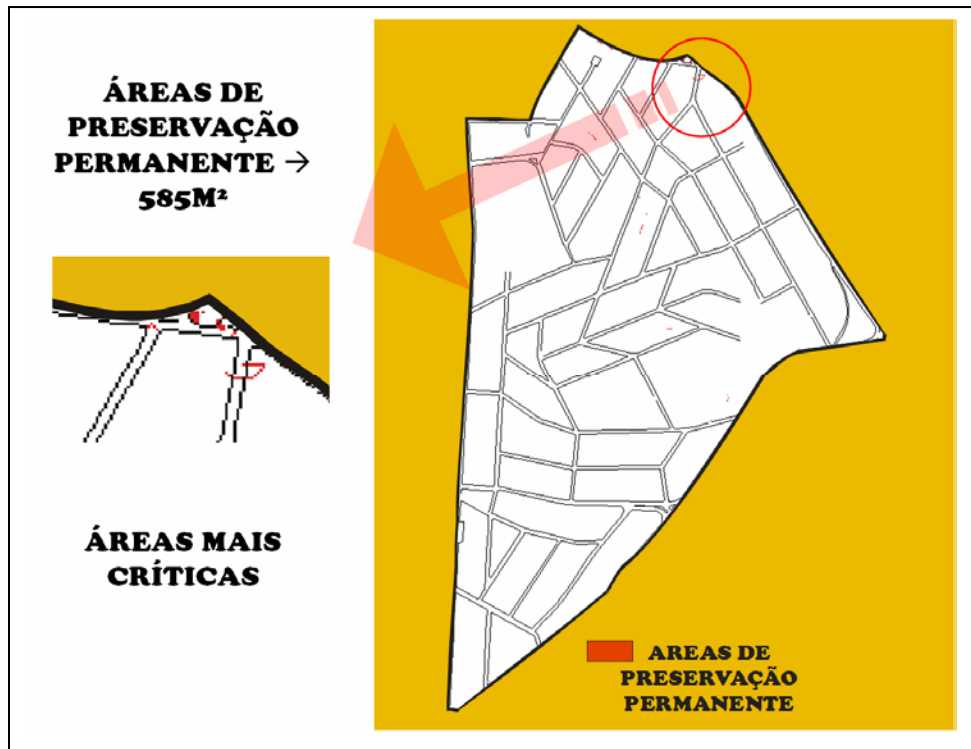 ÁREAS DE
PRESERVAÇÃO
PERMANENTE →
585M²
ÁREAS MAIS
CRÍTICAS
AREAS DE
PRESERVAÇÃO
PERMANENTE